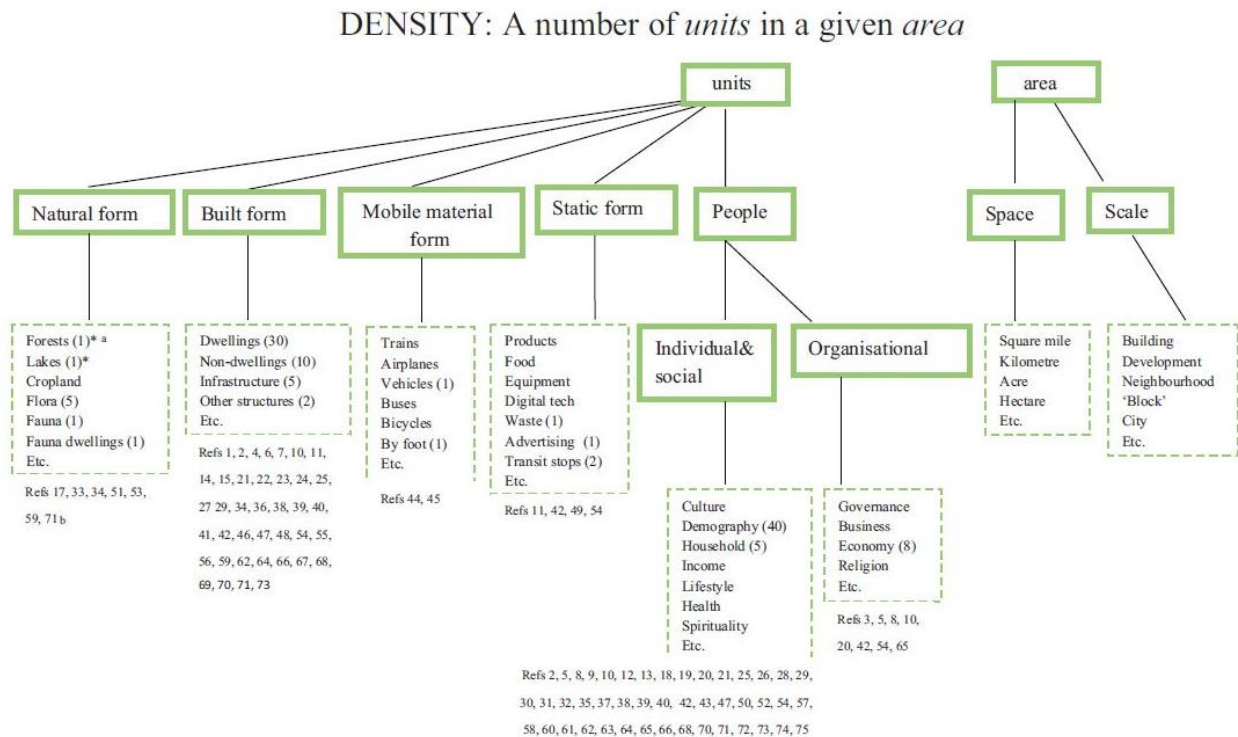 DENSITY: A number of units in a given area
units
area
Natural form
Built form
Mobile material
form
Static form
People
Space
Scale
Forests (1)* a
Lakes (1)*
Cropland
Flora (5)
Fauna (1)
Fauna dwellings (1)
Etc.
Refs 17, 33, 34, 51, 53,
59, 71 b
Dwellings (30)
Non-dwellings (10)
Infrastructure (5)
Other structures (2)
Etc.
Refs 1, 2, 4, 6, 7, 10, 11,
14, 15, 21, 22, 23, 24, 25,
27 29, 34, 36, 38, 39, 40,
41, 42, 46, 47, 48, 54, 55,
56, 59, 62, 64, 66, 67, 68,
69, 70, 71, 73
Trains
Airplanes
Vehicles (1)
Buses
Bicycles
By foot (1)
Etc.
Refs 44, 45
Products
Food
Equipment
Digital tech
Waste (1)
Advertising (1)
Transit stops (2)
Etc.
Refs 11, 42, 49, 54
Individual&
social
Organisational
Culture
Demography (40)
Household (5)
Income
Lifestyle
Health
Spirituality
Etc.
Refs 2, 5, 8, 9, 10, 12, 13, 18, 19, 20, 21, 25, 26, 28, 29,
30, 31, 32, 35, 37, 38, 39, 40, 42, 43, 47, 50, 52, 54, 57,
58, 60, 61, 62, 63, 64, 65, 66, 68, 70, 71, 72, 73, 74, 75
Governance
Business
Economy (8)
Religion
Etc.
Refs 3, 5, 8, 10,
20, 42, 54, 65
Square mile
Kilometre
Acre
Hectare
Etc.
Building
Development
Neighbourhood
‘Block’
City
Etc.